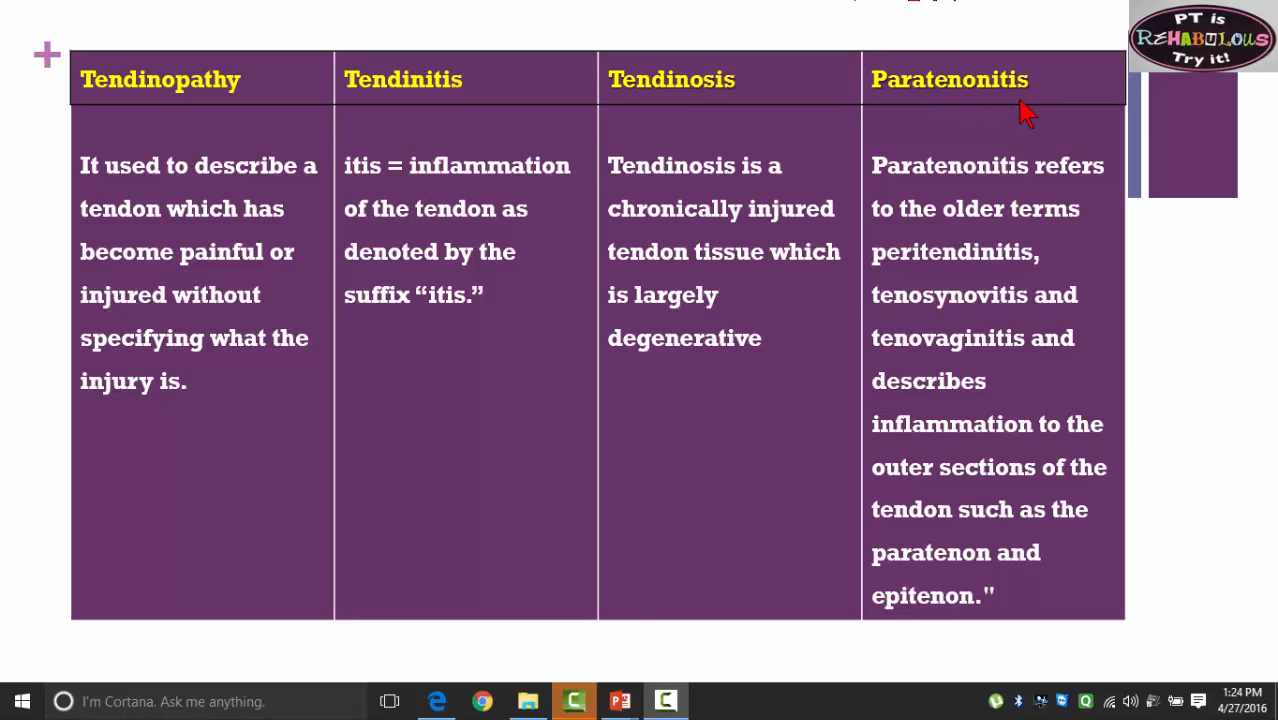 PT is
REHABULOUS
Try it!
+
Tendinopathy
Tendinitis
Tendinosis
Paratenonitis
It used to describe a
tendon which has
become painful or
injured without
specifying what the
injury is.
itis = inflammation
of the tendon as
denoted by the
suffix “itis.”
Tendinosis is a
chronically injured
tendon tissue which
is largely
degenerative
Paratenonitis refers
to the older terms
peritendinitis,
tenosynovitis and
tenovaginitis and
describes
inflammation to the
outer sections of the
tendon such as the
paratenon and
epitenon."
I'm Cortana. Ask me anything.
1:24 PM
4/27/2016